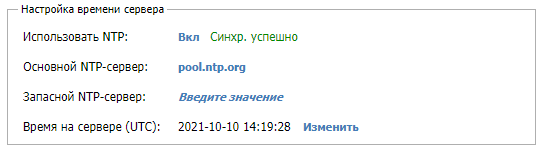 Настройка времени сервера
Использовать NTP: Вкл Синхр. успешно
Основной NTP-сервер: pool.ntp.org
Запасной NTP-сервер: Введите значение
Время на сервере (UTC): 2021-10-10 14:19:28 Изменить